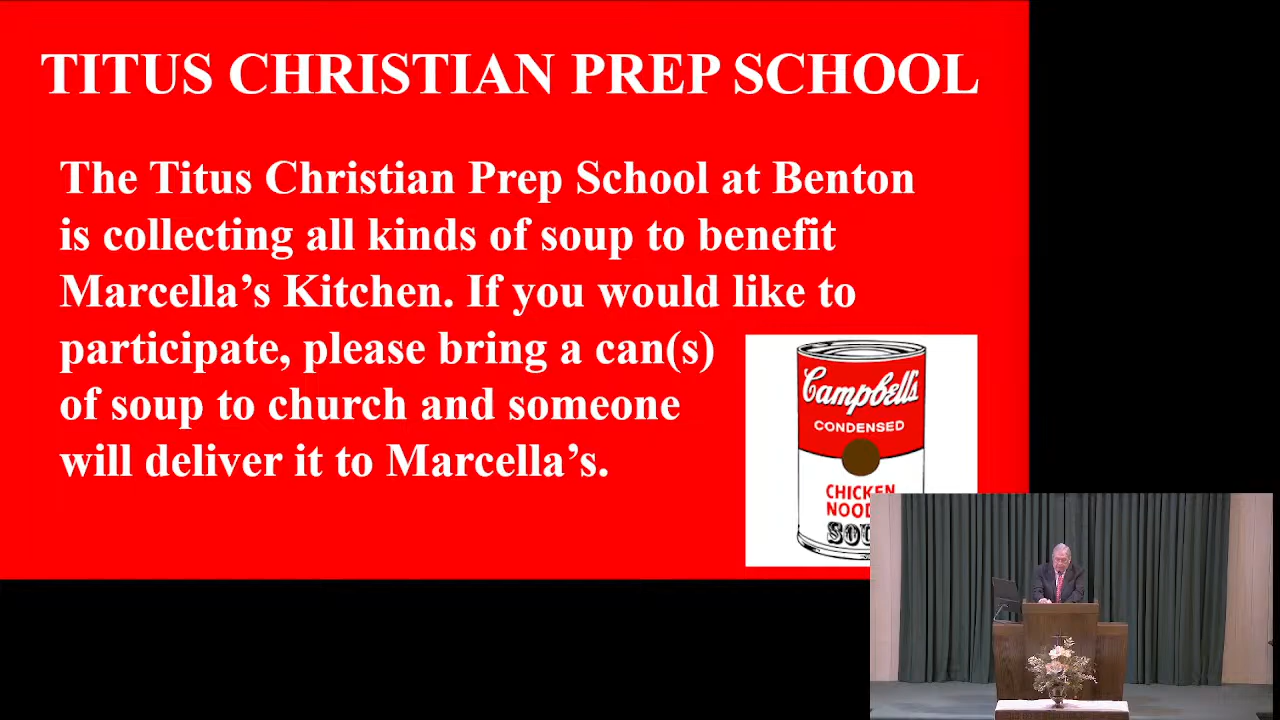 TITUS CHRISTIAN PREP SCHOOL
The Titus Christian Prep School at Benton
is collecting all kinds of soup to benefit
Marcella’s Kitchen. If you would like to
participate, please bring a can(s)
of soup to church and someone
will deliver it to Marcella’s.
Campbell's
CONDENSED
CHICKEN